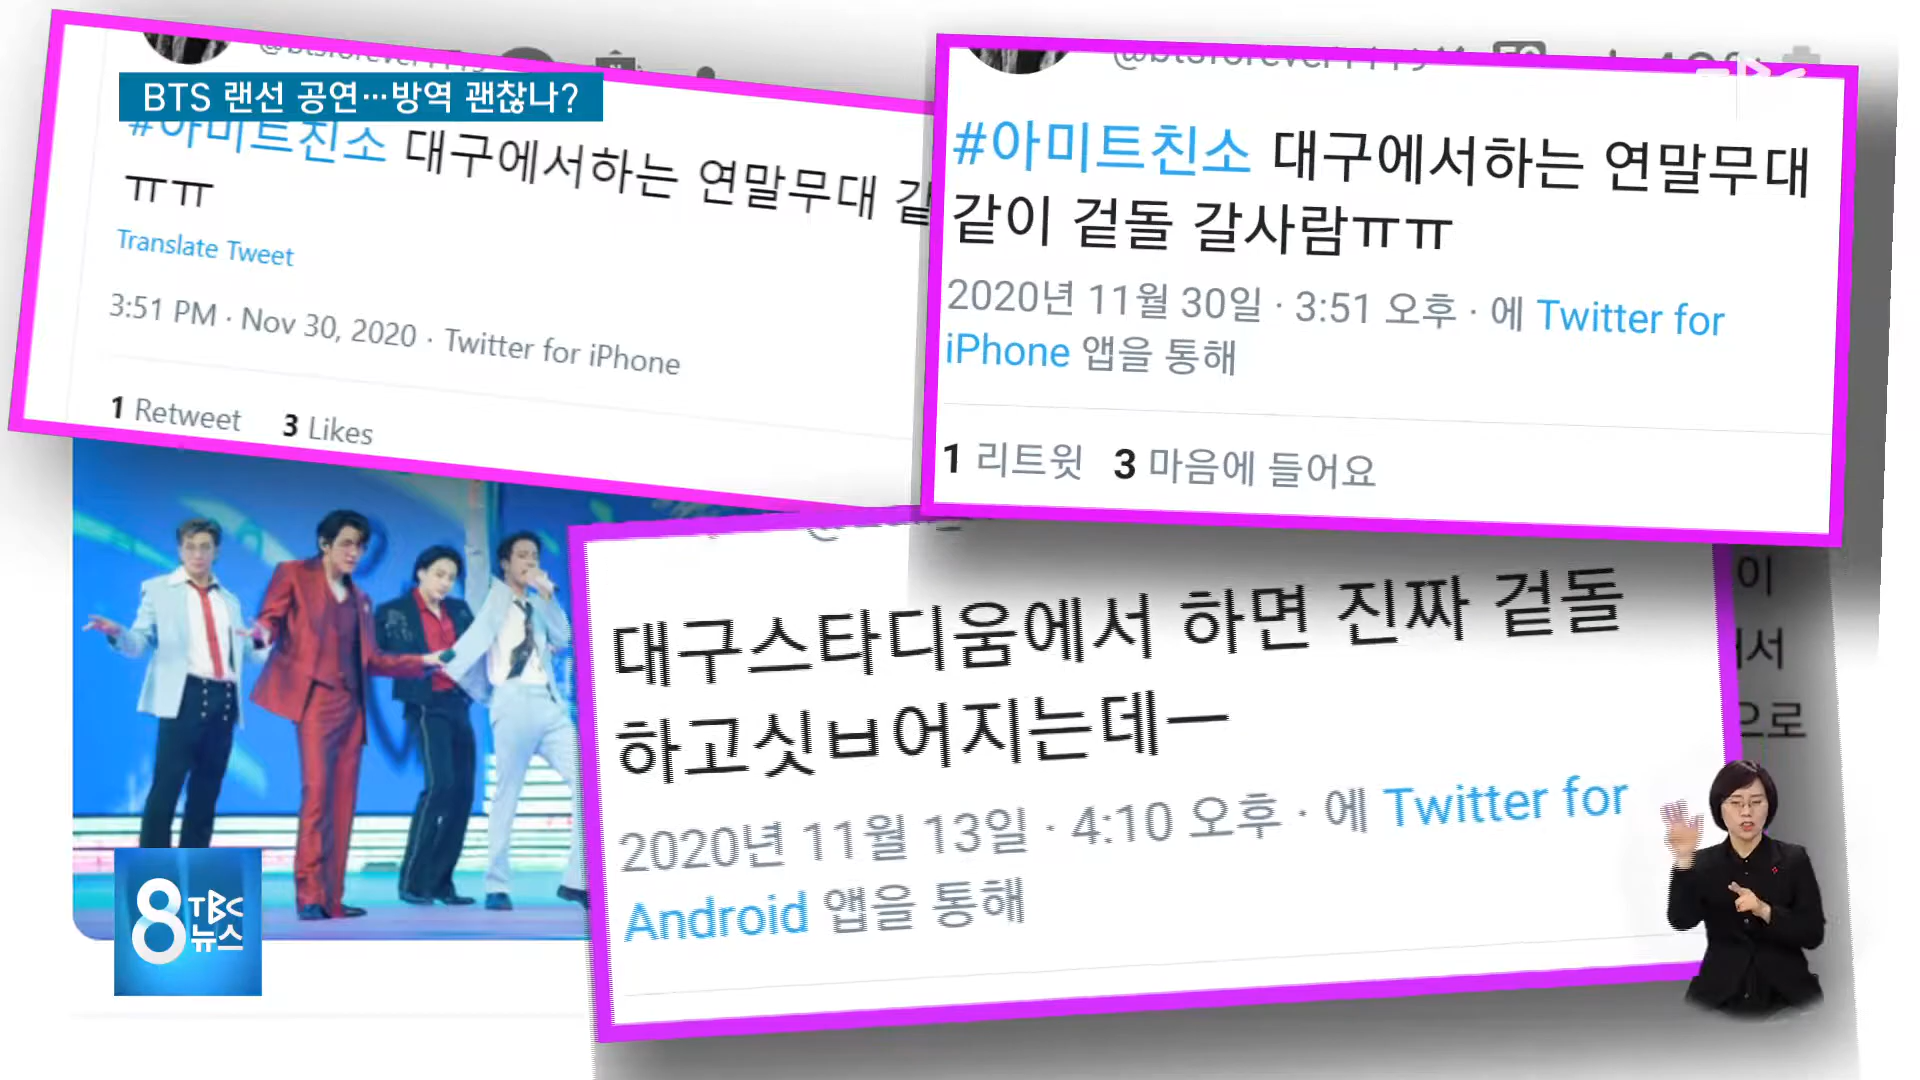 BTS 랜선 공연…방역 괜찮나?
#아미트친소 대구에서하는 연말무대
ㅠㅠ
Translate Tweet
3:51 PM · Nov 30, 2020 · Twitter for iPhone
1 Retweet 3 Likes
TBC
#아미트친소 대구에서하는 연말무대
같이 겉돌 갈사람ㅠㅠ
2020년 11월 30일 · 3:51 오후 · 에 Twitter for
iPhone 앱을 통해
1 리트윗 3 마음에 들어요
대구스타디움에서 하면 진짜 겉돌
하고싯ㅂ어지는데ㅡ
2020년 11월 13일 · 4:10 오후 · 에 Twitter for
Android 앱을 통해
이
으로
8 TBC
뉴스